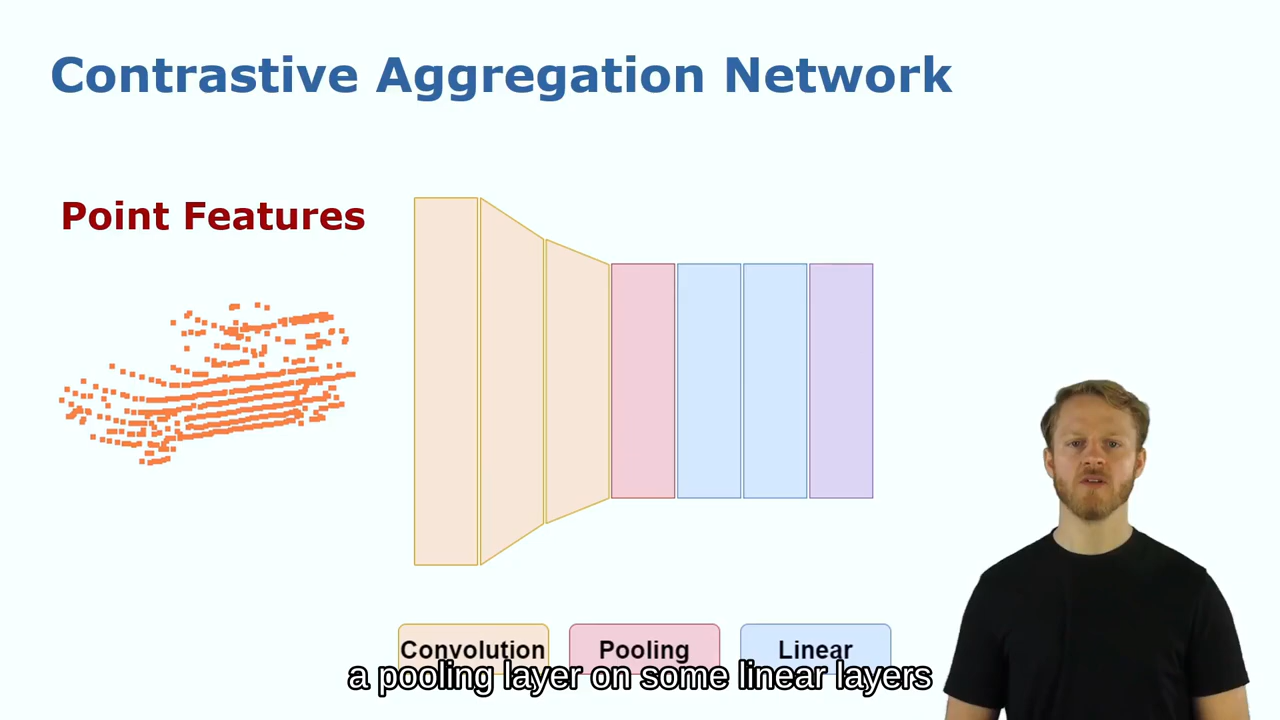 Contrastive Aggregation Network
Point Features
Convolution
Pooling
Linear
a pooling layer on some linear layers